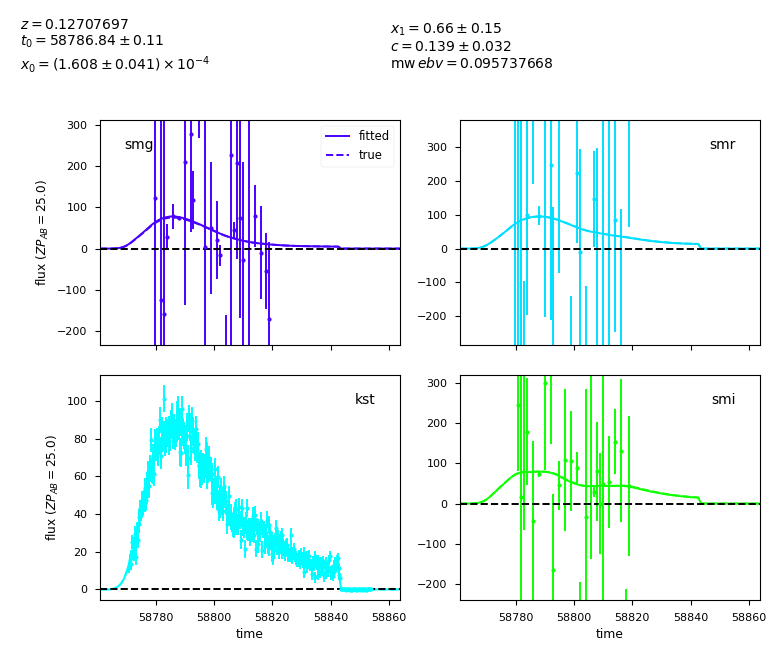 z = 0.12707697
t₀ = 58786.84 ± 0.11
x₀ = (1.608 ± 0.041) × 10⁻⁴
x₁ = 0.66 ± 0.15
c = 0.139 ± 0.032
mw ebv = 0.095737668
300
200
100
0
−100
−200
flux (ZP_AB = 25.0)
smg
fitted
true
300
200
100
0
−100
−200
smr
100
80
60
40
20
0
flux (ZP_AB = 25.0)
kst
58780
58800
58820
58840
58860
time
300
200
100
0
−100
−200
smi
58780
58800
58820
58840
58860
time